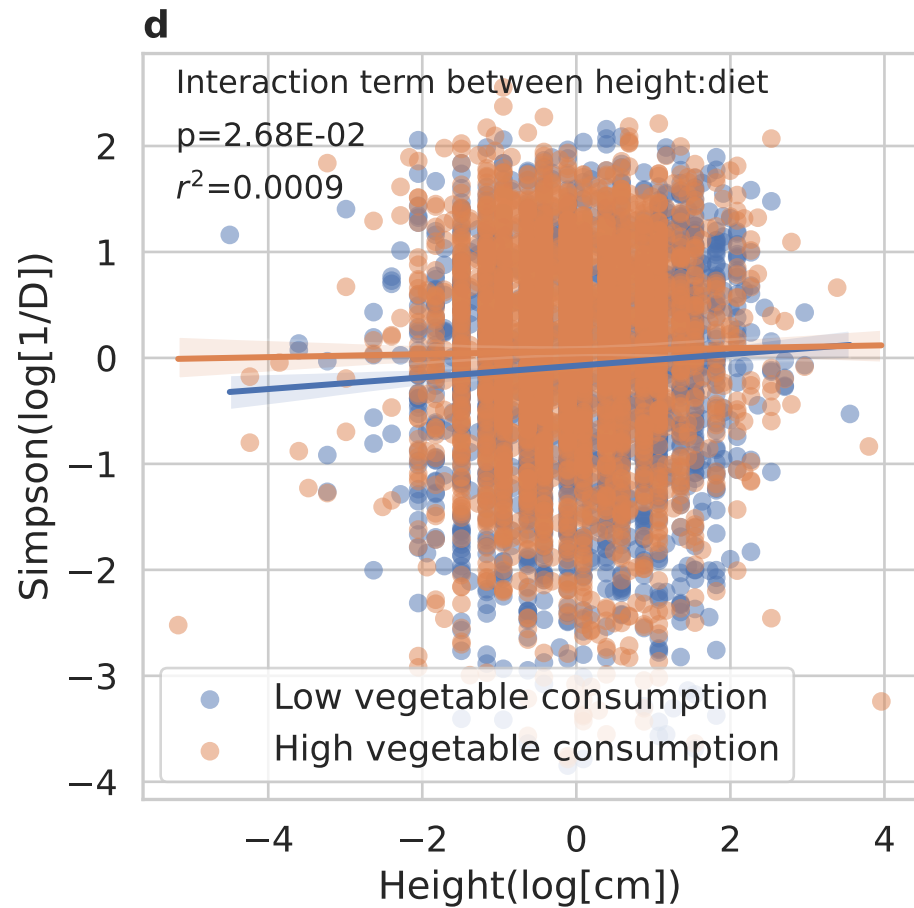 d
Interaction term between height:diet
p=2.68E-02
r²=0.0009
2
1
0
−1
−2
−3
−4
Simpson(log[1/D])
Low vegetable consumption
High vegetable consumption
−4
−2
0
2
4
Height(log[cm])